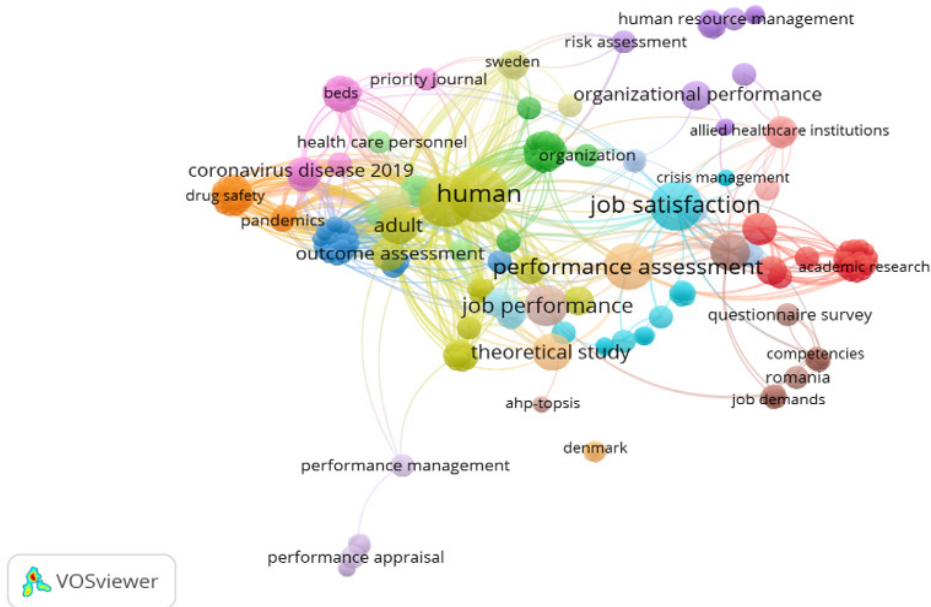 human resource management
risk assessment
sweden
priority journal
beds
organizational performance
allied healthcare institutions
health care personnel
organization
coronavirus disease 2019
crisis management
drug safety
human
job satisfaction
pandemics
adult
outcome assessment
performance assessment
academic research
job performance
questionnaire survey
theoretical study
competencies
romania
job demands
ahp-topsis
denmark
performance management
performance appraisal
VOSviewer